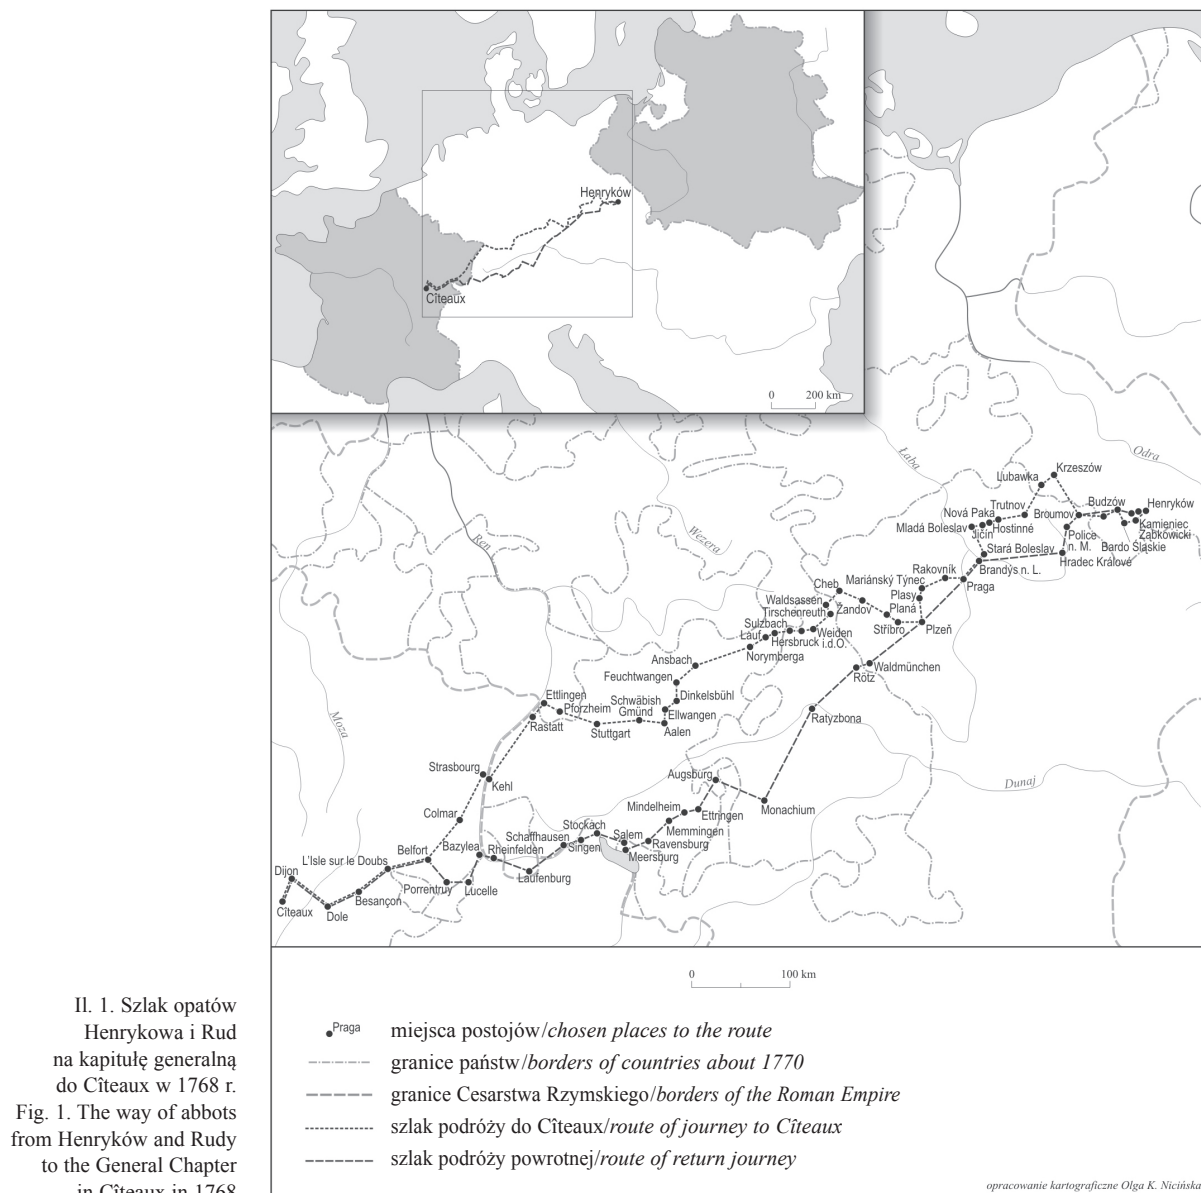 Henryków
Cîteaux
0 200 km
Łaba
Odra
Ren
Wezera
Moza
Dunaj
Krzeszów
Lubawka
Trutnov
Nová Paka
Hostinné
Mladá Boleslav
Jičín
Broumov
Budzów
Henryków
Kamieniec
Ząbkowicki
Bardo Śląskie
Police
n. M.
Hradec Králové
Stará Boleslav
Brandýs n. L.
Praga
Rakovník
Mariánský Týnec
Plasy
Planá
Plzeň
Stříbro
Cheb
Žandov
Waldsassen
Tirschenreuth
Weiden
i.d.O.
Sulzbach
Hersbruck
Lauf
Norymberga
Waldmünchen
Rötz
Ratyzbona
Monachium
Ansbach
Feuchtwangen
Dinkelsbühl
Ellwangen
Aalen
Schwäbish
Gmünd
Stuttgart
Pforzheim
Ettlingen
Rastatt
Strasbourg
Kehl
Colmar
Augsburg
Ettringen
Mindelheim
Memmingen
Ravensburg
Salem
Meersburg
Stockach
Singen
Schaffhausen
Laufenburg
Rheinfelden
Bazylea
Lucelle
Porrentruy
Belfort
L'Isle sur le Doubs
Besançon
Dole
Dijon
Cîteaux
0 100 km
Praga miejsca postojów/chosen places to the route
granice państw/borders of countries about 1770
granice Cesarstwa Rzymskiego/borders of the Roman Empire
szlak podróży do Cîteaux/route of journey to Cîteaux
szlak podróży powrotnej/route of return journey
opracowanie kartograficzne Olga K. Nicińska
Il. 1. Szlak opatów
Henrykowa i Rud
na kapitułę generalną
do Cîteaux w 1768 r.
Fig. 1. The way of abbots
from Henryków and Rudy
to the General Chapter
in Cîteaux in 1768